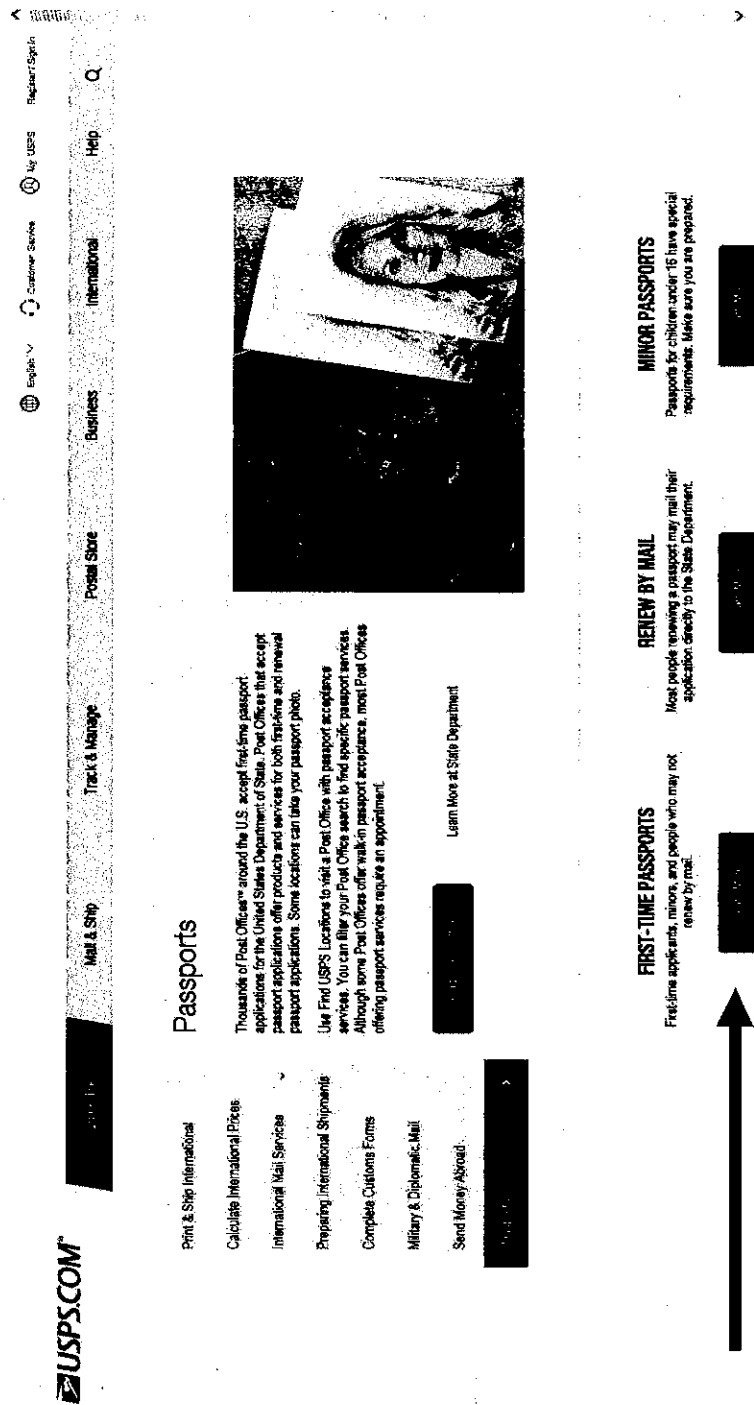 English
Customer Service
My USPS
Register / Sign In
USPS.COM
Mail & Ship
Track & Manage
Postal Store
Business
International
Help
Print & Ship International
Calculate International Prices
International Mail Services
Preparing International Shipments
Complete Customs Forms
Military & Diplomatic Mail
Send Money Abroad
Passports
Thousands of Post Offices™ around the U.S. accept first-time passport
applications for the United States Department of State. Post Offices that accept
passport applications offer products and services for both first-time and renewal
passport applications. Some locations can take your passport photo.
Use Find USPS Locations to visit a Post Office with passport acceptance
services. You can filter your Post Office search to find specific passport services.
Although some Post Offices offer walk-in passport acceptance, most Post Offices
offering passport services require an appointment.
Learn More at State Department
FIRST-TIME PASSPORTS
First-time applicants, minors, and people who may not
renew by mail.
RENEW BY MAIL
Most people renewing a passport may mail their
application directly to the State Department.
MINOR PASSPORTS
Passports for children under 16 have special
requirements. Make sure you are prepared.